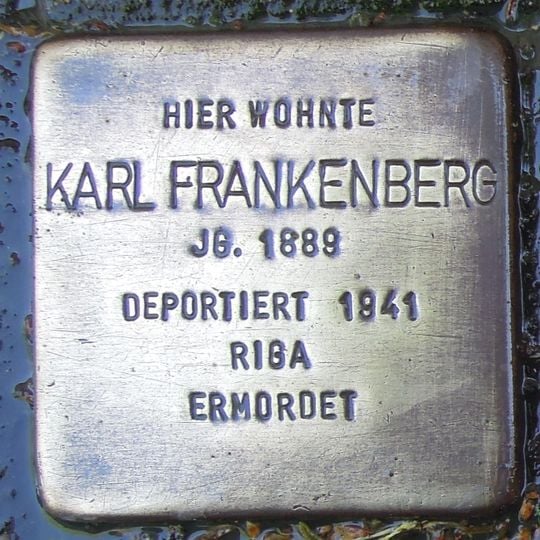 HIER WOHNTE
KARL FRANKENBERG
JG. 1889
DEPORTIERT 1941
RIGA
ERMORDET